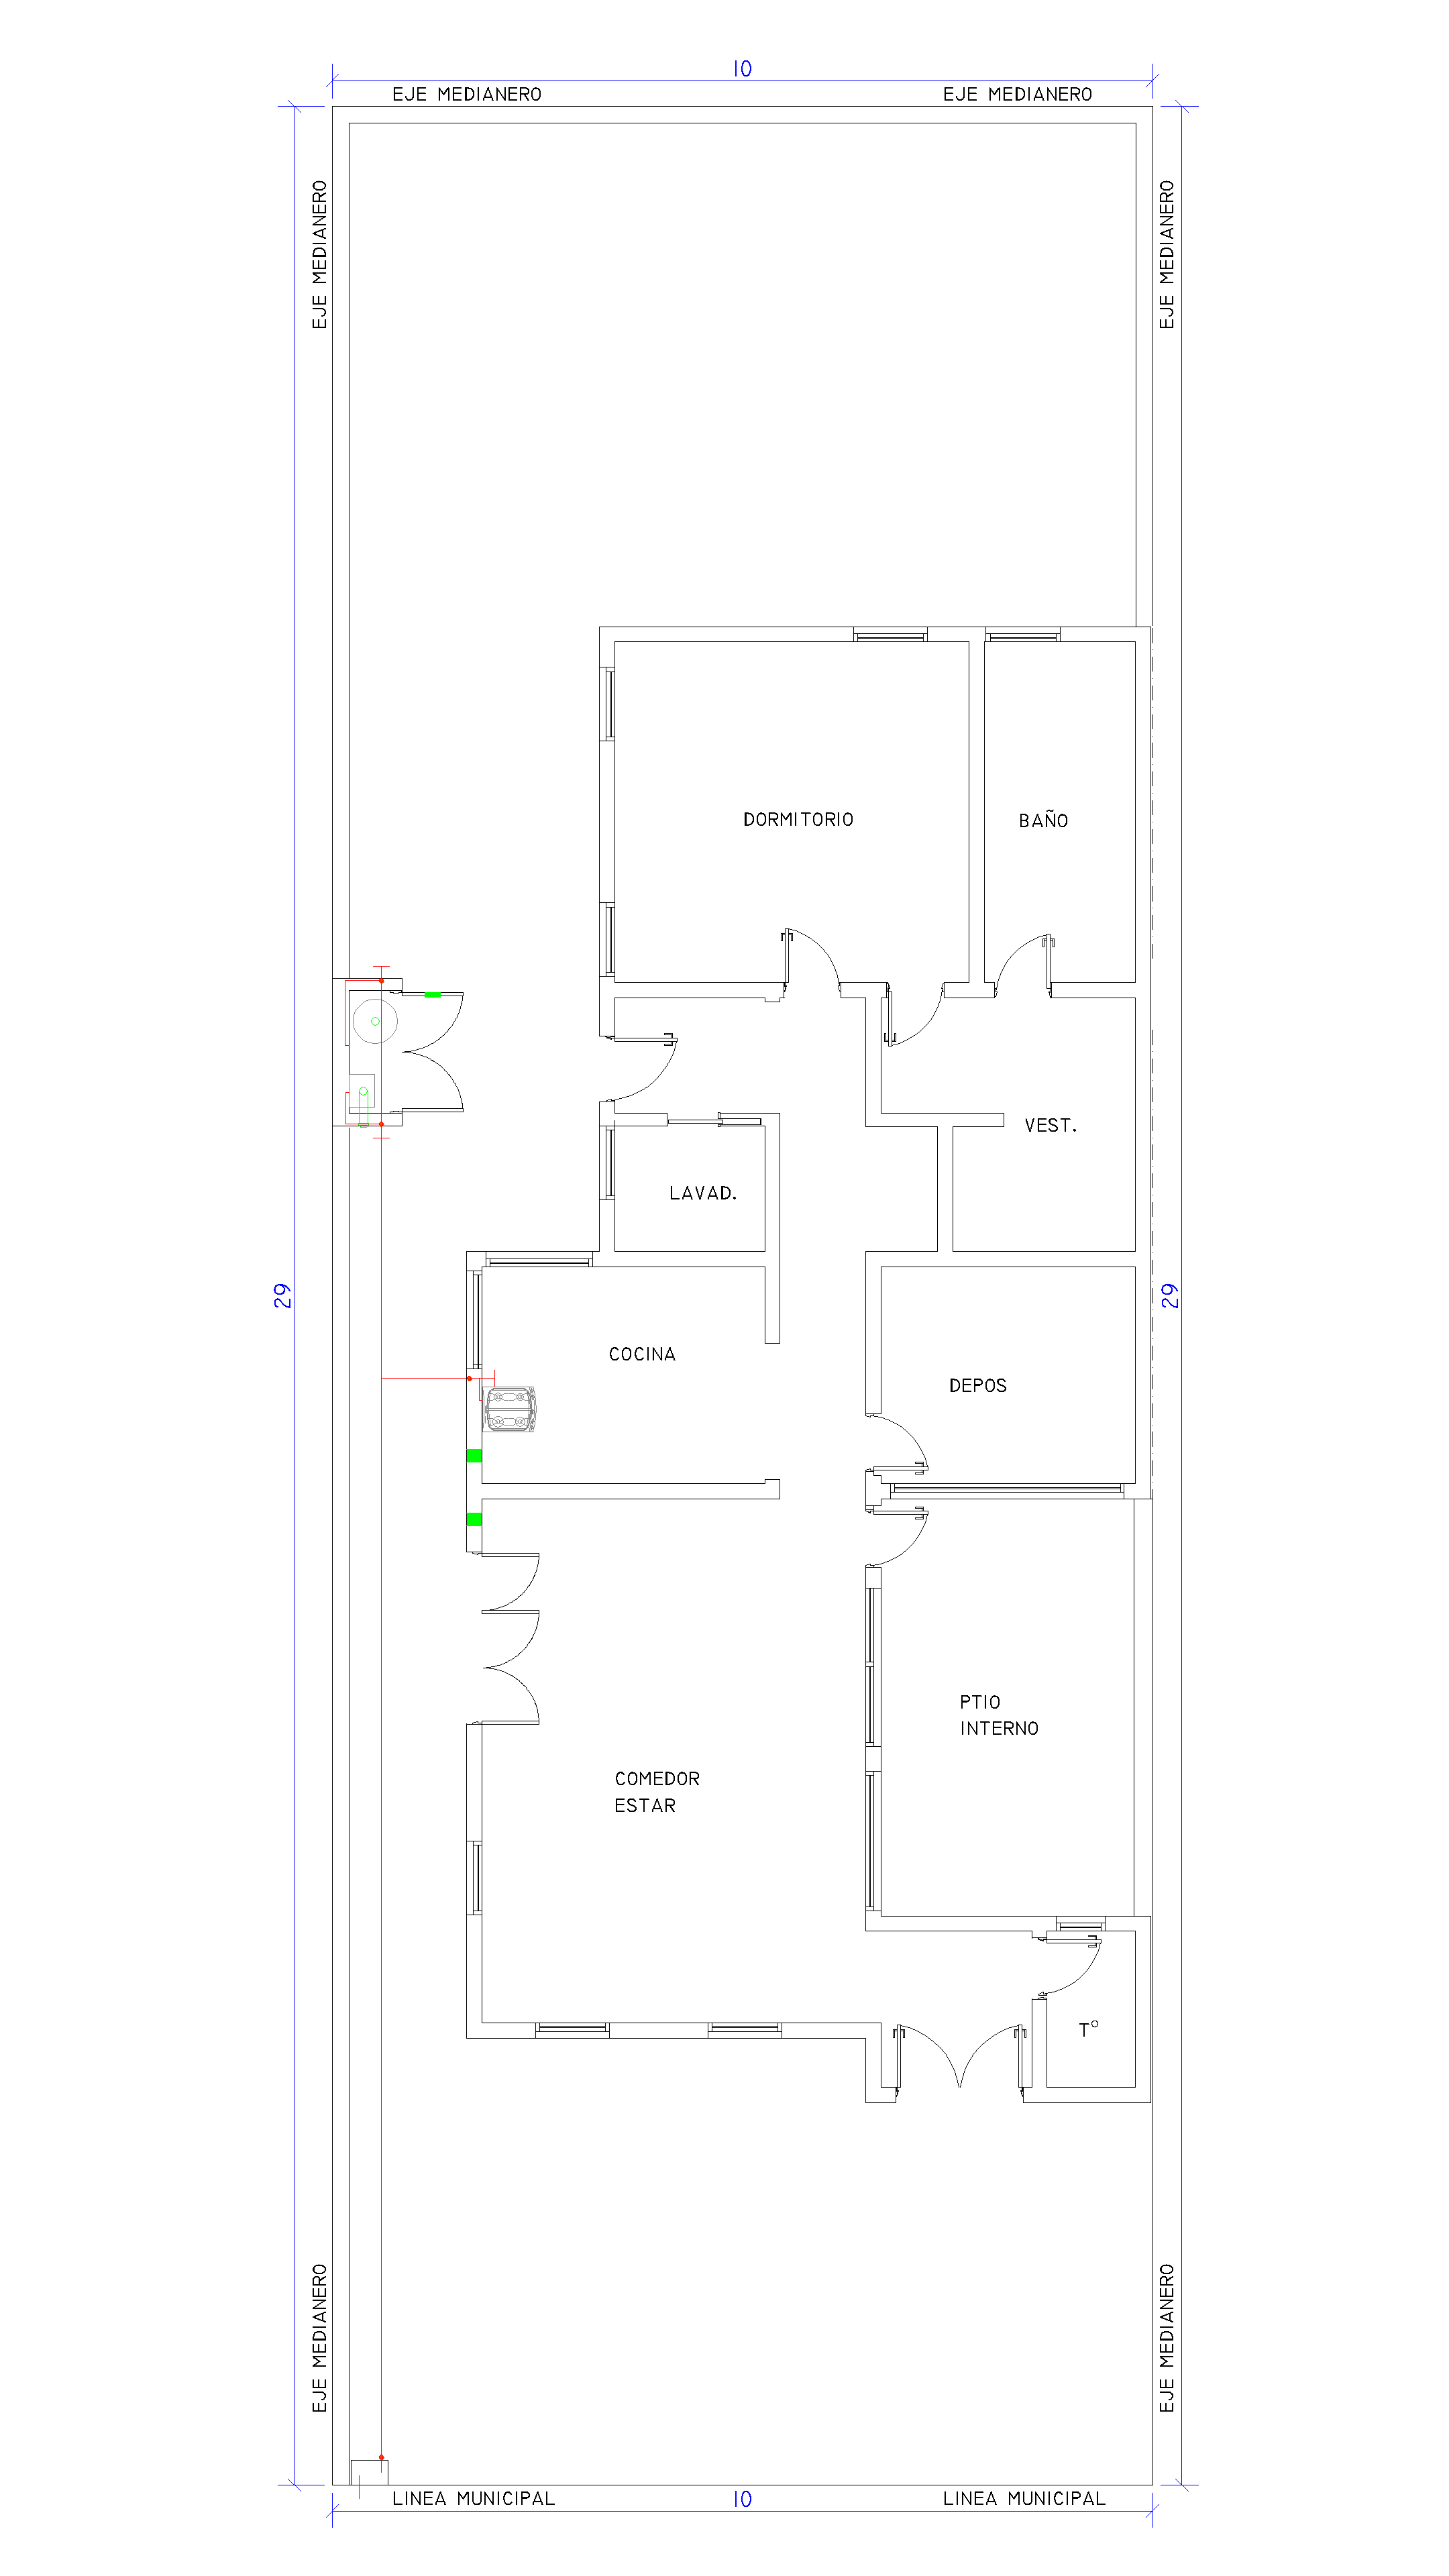 10
EJE MEDIANERO
EJE MEDIANERO
EJE MEDIANERO
EJE MEDIANERO
DORMITORIO
BAÑO
VEST.
LAVAD.
29
29
COCINA
DEPOS
PTIO
INTERNO
COMEDOR
ESTAR
T°
EJE MEDIANERO
EJE MEDIANERO
LINEA MUNICIPAL
10
LINEA MUNICIPAL